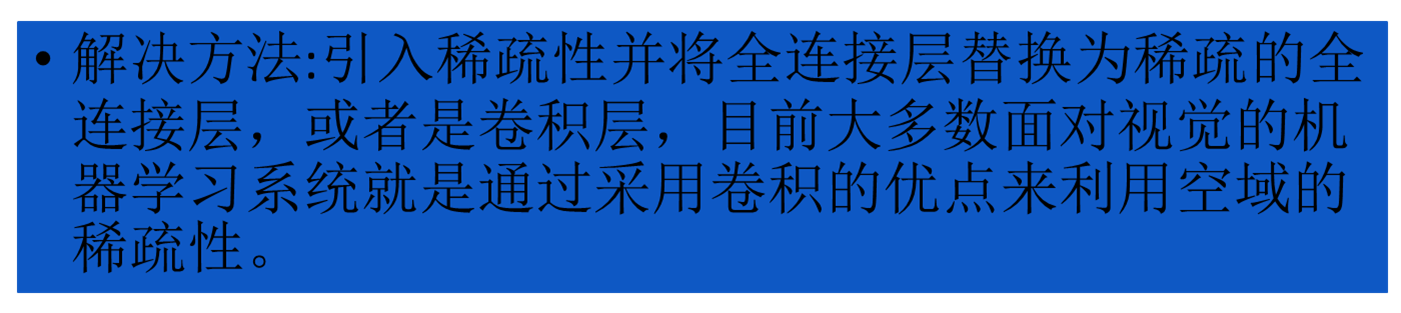 • 解决方法:引入稀疏性并将全连接层替换为稀疏的全
连接层，或者是卷积层，目前大多数面对视觉的机
器学习系统就是通过采用卷积的优点来利用空域的
稀疏性。